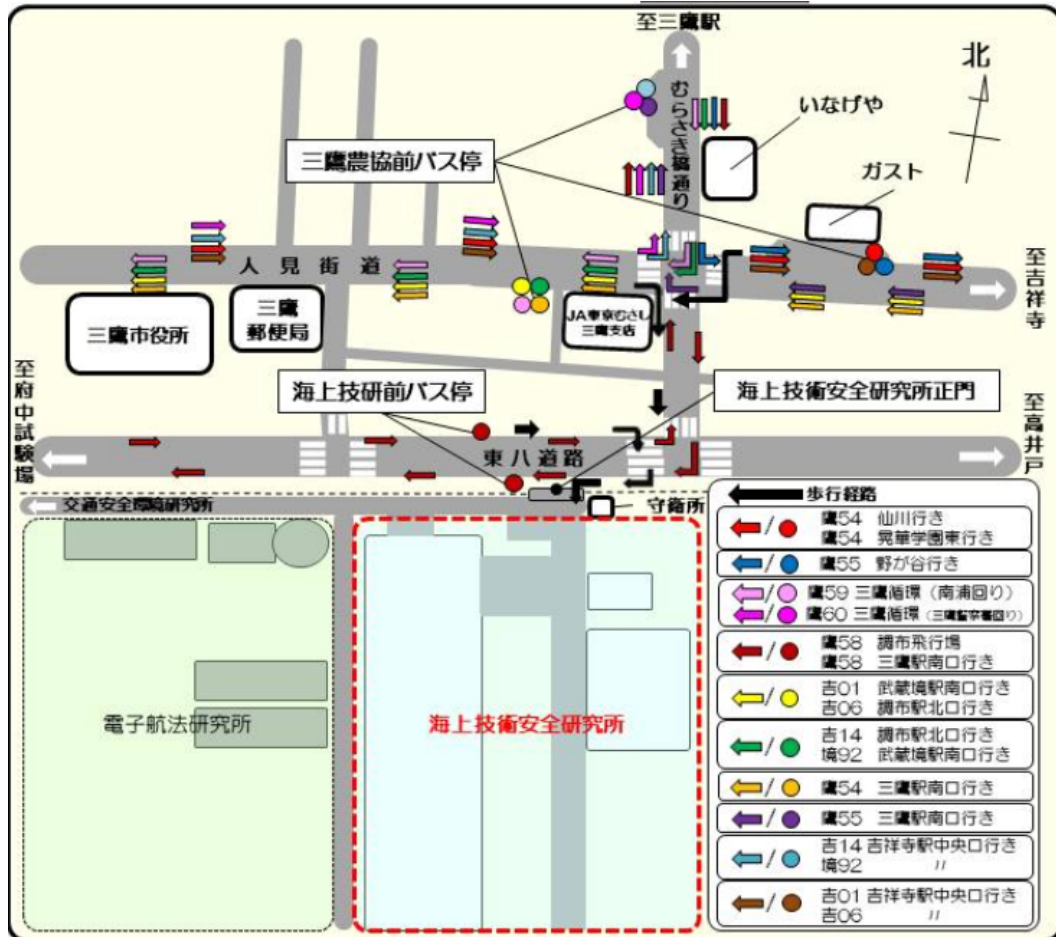 至三鷹駅
北
むらさき橋通り
いなげや
三鷹農協前バス停
ガスト
人見街道
至吉祥寺
三鷹市役所
三鷹
郵便局
JA東京むさし
三鷹支店
至府中試験場
海上技研前バス停
海上技術安全研究所正門
至高井戸
東八道路
交通安全環境研究所
守衛所
歩行経路
鷹54 仙川行き
鷹54 晃華学園東行き
鷹55 野が谷行き
鷹59 三鷹循環（南浦回り）
鷹60 三鷹循環（三鷹警察署回り）
鷹58 調布飛行場
鷹58 三鷹駅南口行き
吉01 武蔵境駅南口行き
吉06 調布駅北口行き
吉14 調布駅北口行き
境92 武蔵境駅南口行き
鷹54 三鷹駅南口行き
鷹55 三鷹駅南口行き
吉14 吉祥寺駅中央口行き
境92 〃
吉01 吉祥寺駅中央口行き
吉06 〃
電子航法研究所
海上技術安全研究所